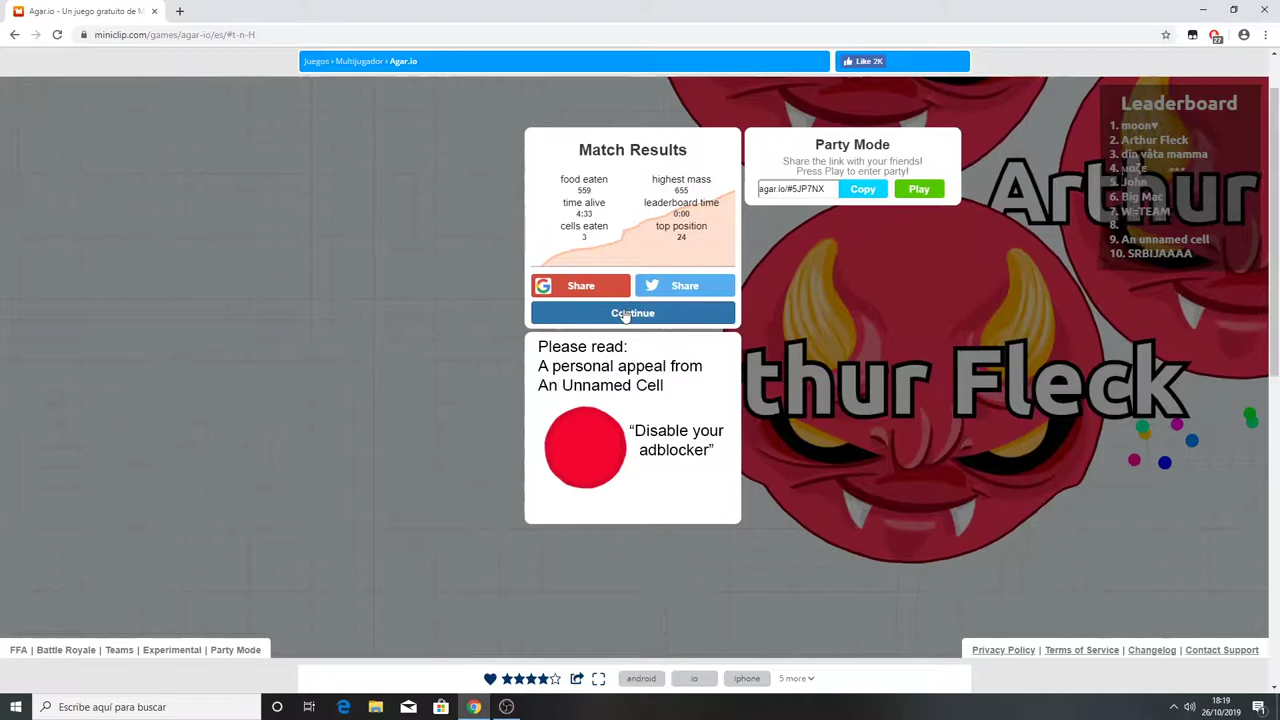 Agar.io - Un juego gratuito de M
miniclip.com/games/agar-io/es/#t-n-H
27
Juegos › Multijugador › Agar.io
Like 2K
Match Results
food eaten
559
highest mass
655
time alive
4:33
leaderboard time
0:00
cells eaten
3
top position
24
Share
Share
Continue
Party Mode
Share the link with your friends!
Press Play to enter party!
agar.io/#5JP7NX
Copy
Play
Leaderboard
1. moon♥
2. Arthur Fleck
3. din våta mamma
4.
5. John
6. Big Mac
7. W=TEAM
8.
9. An unnamed cell
10. SRBIJAAAA
Arthur
thur Fleck
Please read:
A personal appeal from
An Unnamed Cell
“Disable your
adblocker”
FFA | Battle Royale | Teams | Experimental | Party Mode
Privacy Policy | Terms of Service | Changelog | Contact Support
android
io
iphone
5 more
Escribe aquí para buscar
18:19
26/10/2019
1